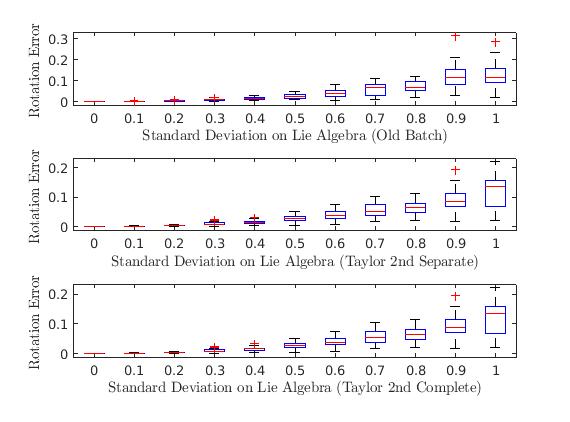 Rotation Error
0.3
0.2
0.1
0
0 0.1 0.2 0.3 0.4 0.5 0.6 0.7 0.8 0.9 1
Standard Deviation on Lie Algebra (Old Batch)
Rotation Error
0.2
0.1
0
0 0.1 0.2 0.3 0.4 0.5 0.6 0.7 0.8 0.9 1
Standard Deviation on Lie Algebra (Taylor 2nd Separate)
Rotation Error
0.2
0.1
0
0 0.1 0.2 0.3 0.4 0.5 0.6 0.7 0.8 0.9 1
Standard Deviation on Lie Algebra (Taylor 2nd Complete)